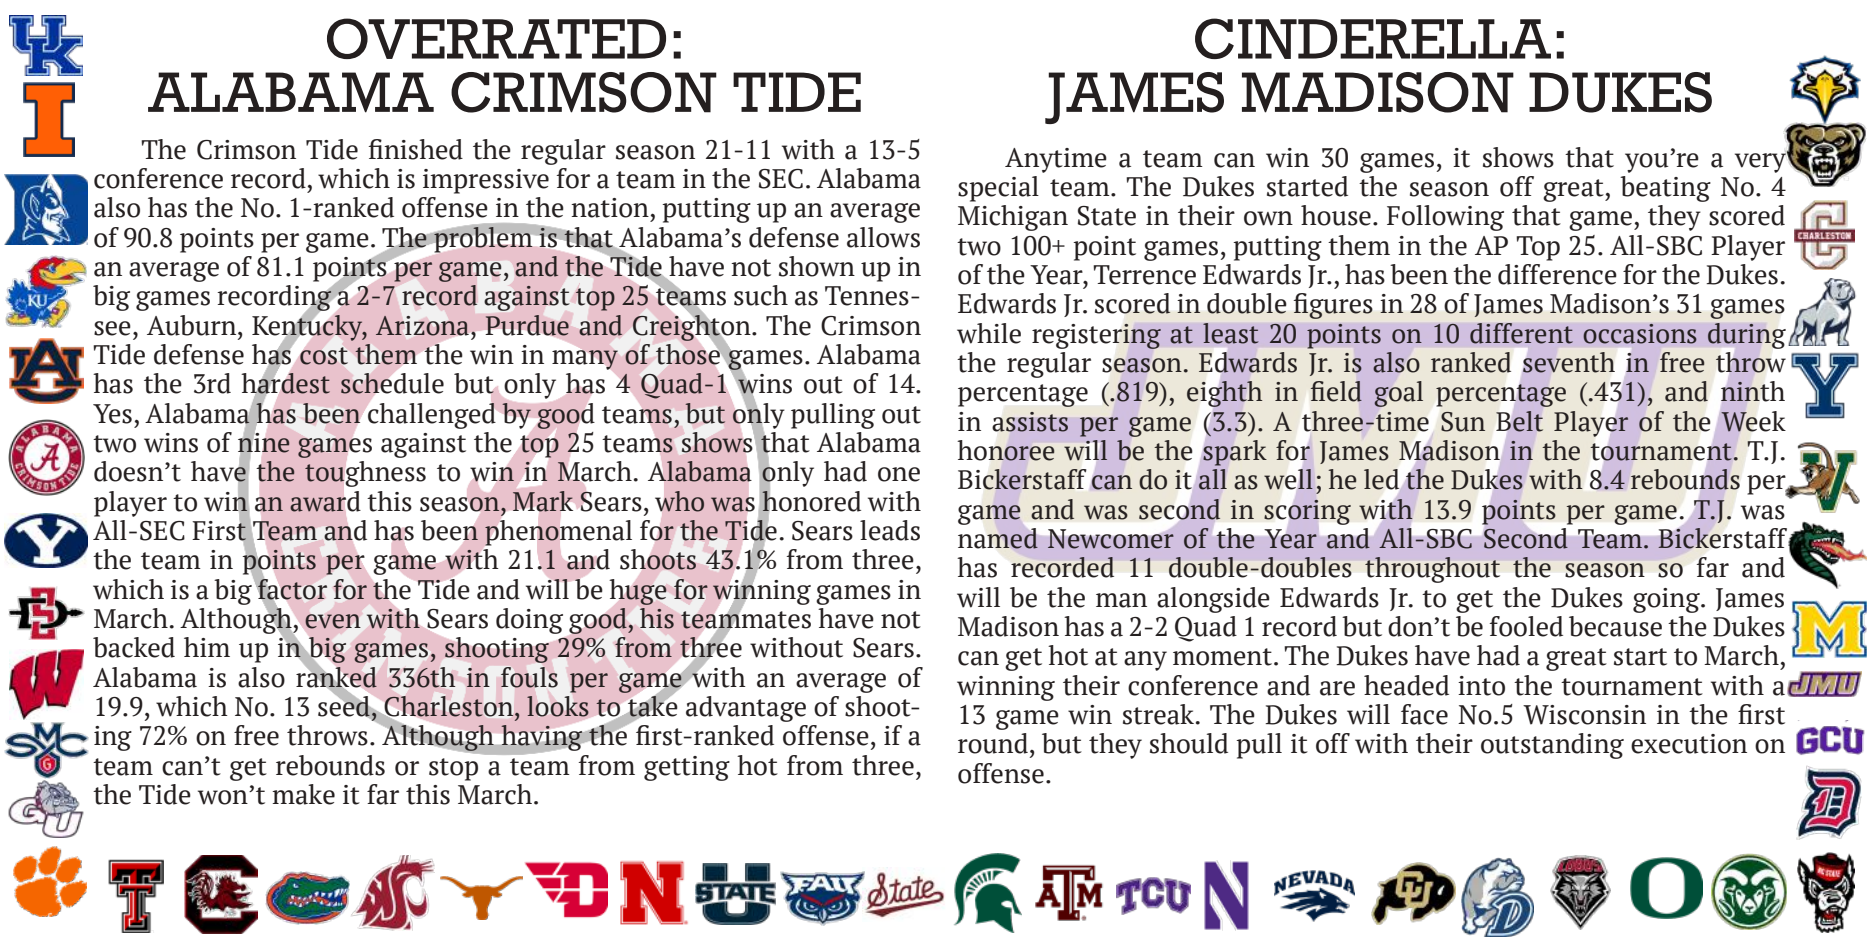 OVERRATED:
ALABAMA CRIMSON TIDE
The Crimson Tide finished the regular season 21-11 with a 13-5
conference record, which is impressive for a team in the SEC. Alabama
also has the No. 1-ranked offense in the nation, putting up an average
of 90.8 points per game. The problem is that Alabama's defense allows
an average of 81.1 points per game, and the Tide have not shown up in
big games recording a 2-7 record against top 25 teams such as Tennes-
see, Auburn, Kentucky, Arizona, Purdue and Creighton. The Crimson
Tide defense has cost them the win in many of those games. Alabama
has the 3rd hardest schedule but only has 4 Quad-1 wins out of 14.
Yes, Alabama has been challenged by good teams, but only pulling out
two wins of nine games against the top 25 teams shows that Alabama
doesn't have the toughness to win in March. Alabama only had one
player to win an award this season, Mark Sears, who was honored with
All-SEC First Team and has been phenomenal for the Tide. Sears leads
the team in points per game with 21.1 and shoots 43.1% from three,
which is a big factor for the Tide and will be huge for winning games in
March. Although, even with Sears doing good, his teammates have not
backed him up in big games, shooting 29% from three without Sears.
Alabama is also ranked 336th in fouls per game with an average of
19.9, which No. 13 seed, Charleston, looks to take advantage of shoot-
ing 72% on free throws. Although having the first-ranked offense, if a
team can't get rebounds or stop a team from getting hot from three,
the Tide won't make it far this March.
CINDERELLA:
JAMES MADISON DUKES
Anytime a team can win 30 games, it shows that you're a very
special team. The Dukes started the season off great, beating No. 4
Michigan State in their own house. Following that game, they scored
two 100+ point games, putting them in the AP Top 25. All-SBC Player
of the Year, Terrence Edwards Jr., has been the difference for the Dukes.
Edwards Jr. scored in double figures in 28 of James Madison's 31 games
while registering at least 20 points on 10 different occasions during
the regular season. Edwards Jr. is also ranked seventh in free throw
percentage (.819), eighth in field goal percentage (.431), and ninth
in assists per game (3.3). A three-time Sun Belt Player of the Week
honoree will be the spark for James Madison in the tournament. T.J.
Bickerstaff can do it all as well; he led the Dukes with 8.4 rebounds per
game and was second in scoring with 13.9 points per game. T.J. was
named Newcomer of the Year and All-SBC Second Team. Bickerstaff
has recorded 11 double-doubles throughout the season so far and
will be the man alongside Edwards Jr. to get the Dukes going. James
Madison has a 2-2 Quad 1 record but don't be fooled because the Dukes
can get hot at any moment. The Dukes have had a great start to March,
winning their conference and are headed into the tournament with a
13 game win streak. The Dukes will face No.5 Wisconsin in the first
round, but they should pull it off with their outstanding execution on
offense.
UK
I
D
KU
AU
ALABAMA
A
CRIMSON TIDE
Y
SD
W
SMC
G
GU
ALABAMA
A
CRIMSON TIDE
JMU
C
CHARLESTON
Y
V
M
JMU
GCU
D
T
C
WSC
D
N
STATE
U
FAU
State
ATM
TCU
N
NEVADA
CU
D
LOBOS
O
NC STATE